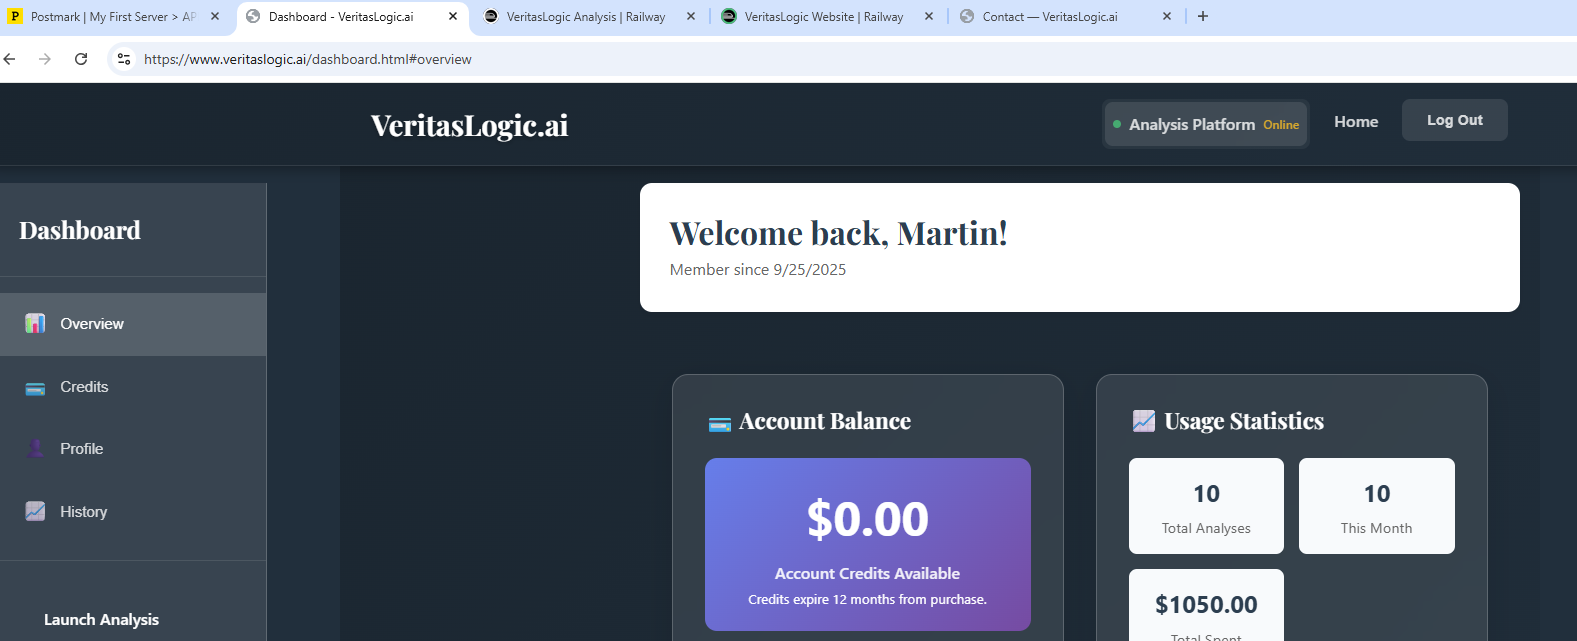 Postmark | My First Server > AP
Dashboard - VeritasLogic.ai
VeritasLogic Analysis | Railway
VeritasLogic Website | Railway
Contact — VeritasLogic.ai
https://www.veritaslogic.ai/dashboard.html#overview
VeritasLogic.ai
Analysis Platform Online
Home
Log Out
Dashboard
Overview
Credits
Profile
History
Launch Analysis
Welcome back, Martin!
Member since 9/25/2025
Account Balance
$0.00
Account Credits Available
Credits expire 12 months from purchase.
Usage Statistics
10
Total Analyses
10
This Month
$1050.00
Total Spent